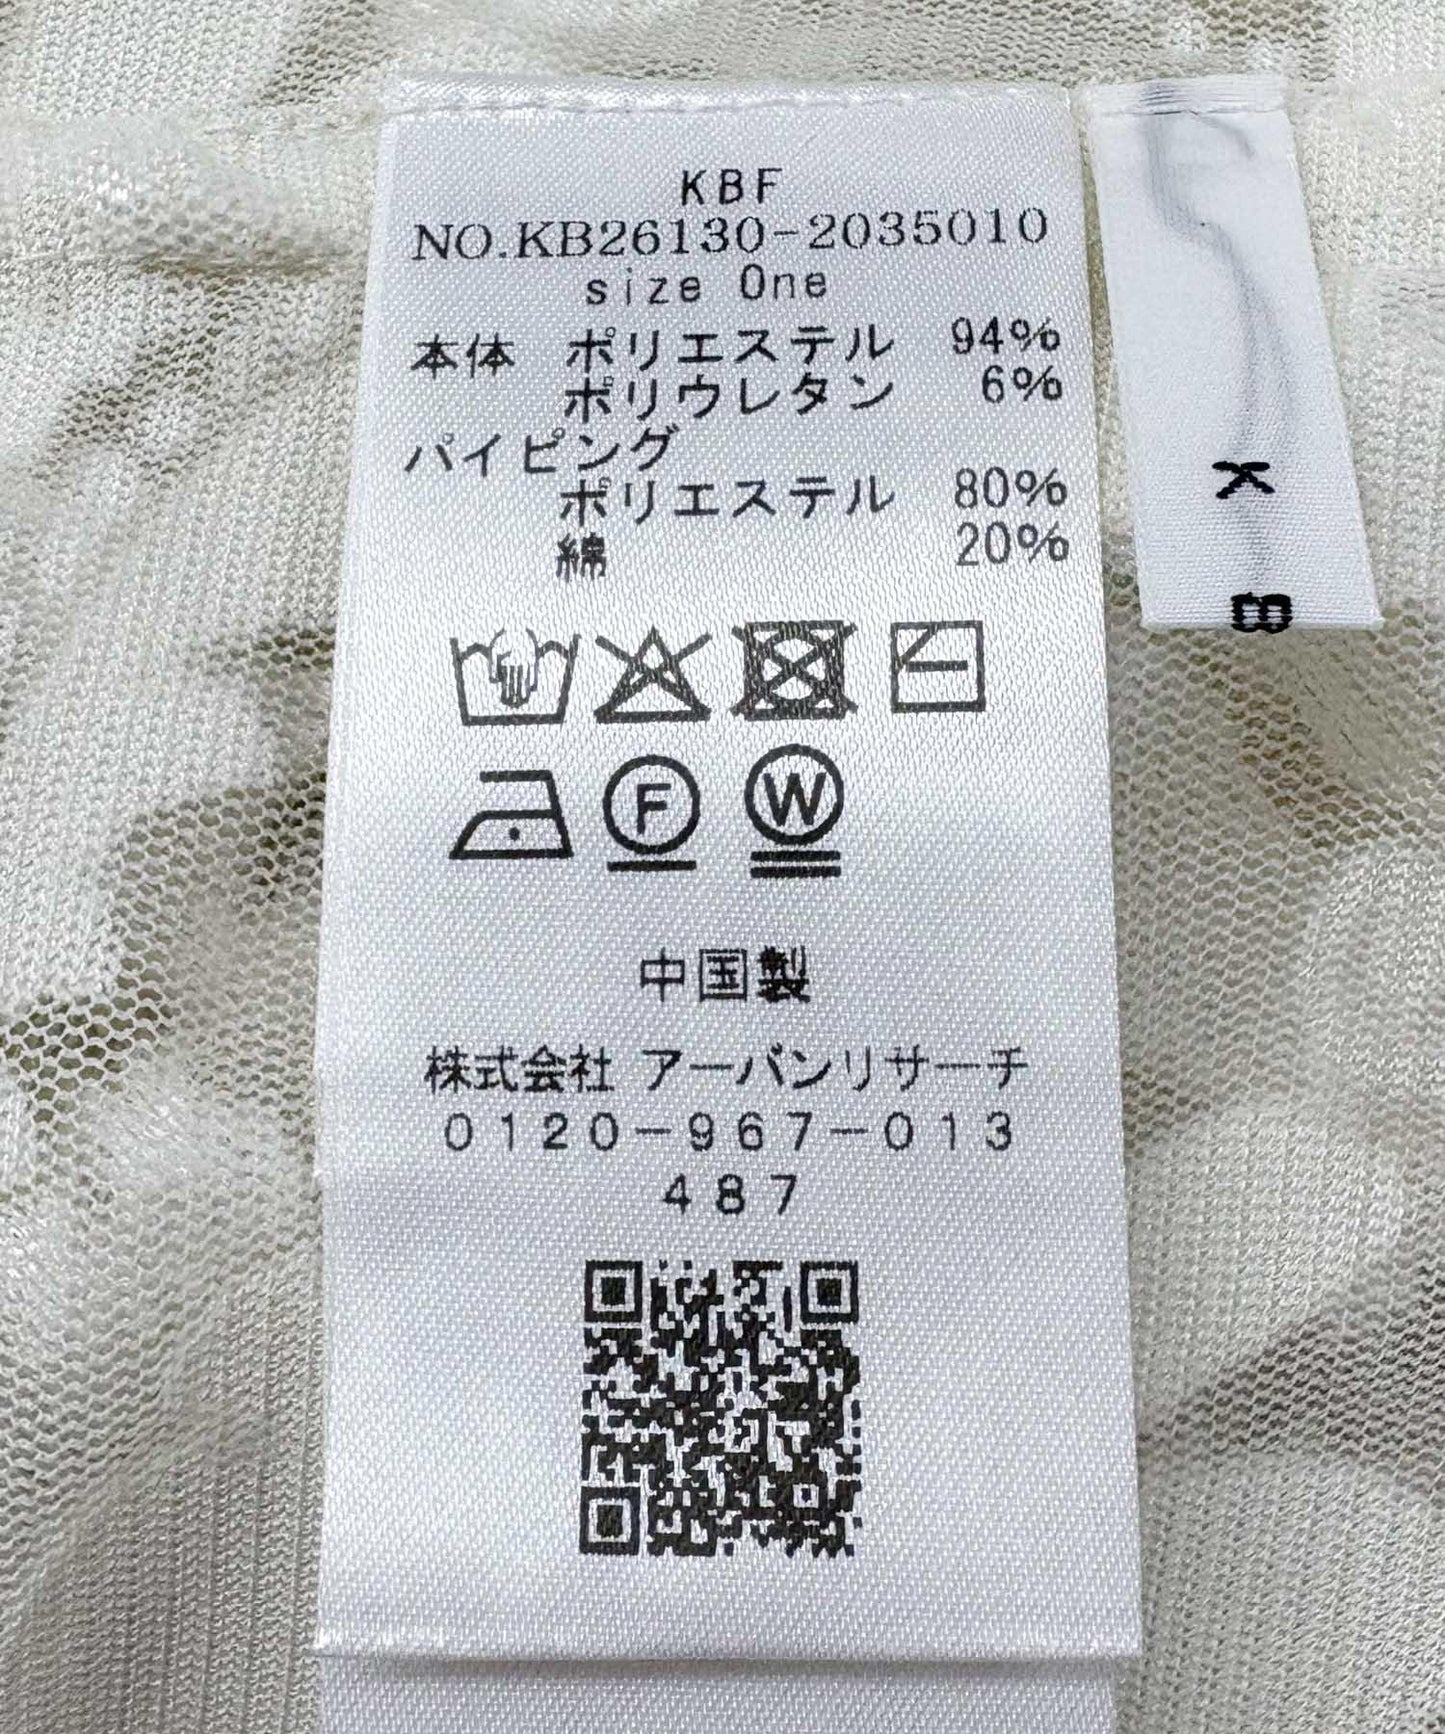 KBF
NO.KB26130-2035010
size One
本体 ポリエステル 94%
ポリウレタン 6%
パイピング
ポリエステル 80%
綿 20%
F W
中国製
株式会社 アーバンリサーチ
0120-967-013
487
K B